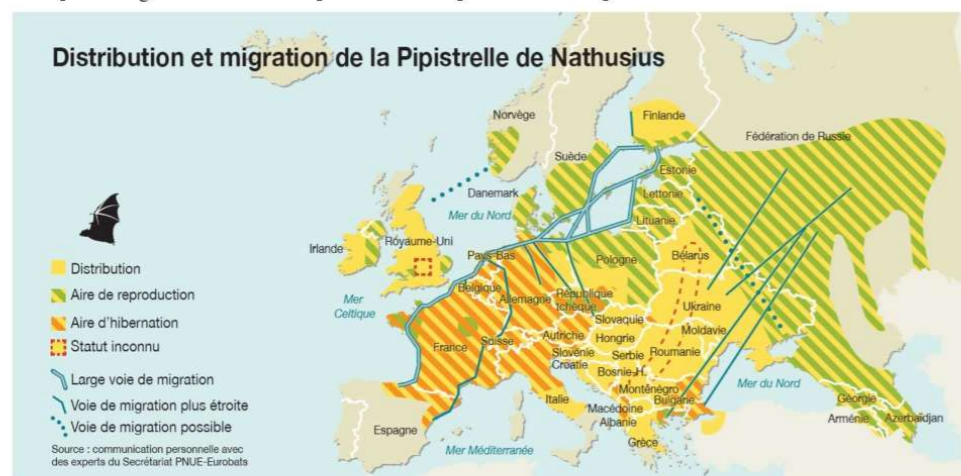 Distribution et migration de la Pipistrelle de Nathusius
Norvège
Finlande
Fédération de Russie
Suède
Estonie
Danemark
Lettonie
Mer du Nord
Lituanie
Irlande
Royaume-Uni
Pays-Bas
Pologne
Bélarus
Distribution
Belgique
Aire de reproduction
Mer
Celtique
Allemagne
République
tchèque
Ukraine
Aire d'hibernation
Slovaquie
Moldavie
Statut inconnu
France
Suisse
Autriche
Hongrie
Slovénie
Croatie
Serbie
Roumanie
Bosnie-H.
Large voie de migration
Monténégro
Mer du Nord
Voie de migration plus étroite
Italie
Macédoine
Bulgarie
Géorgie
Voie de migration possible
Espagne
Albanie
Arménie
Azerbaïdjan
Source : communication personnelle avec
des experts du Secrétariat PNUE-Eurobats
Mer Méditerranée
Grèce